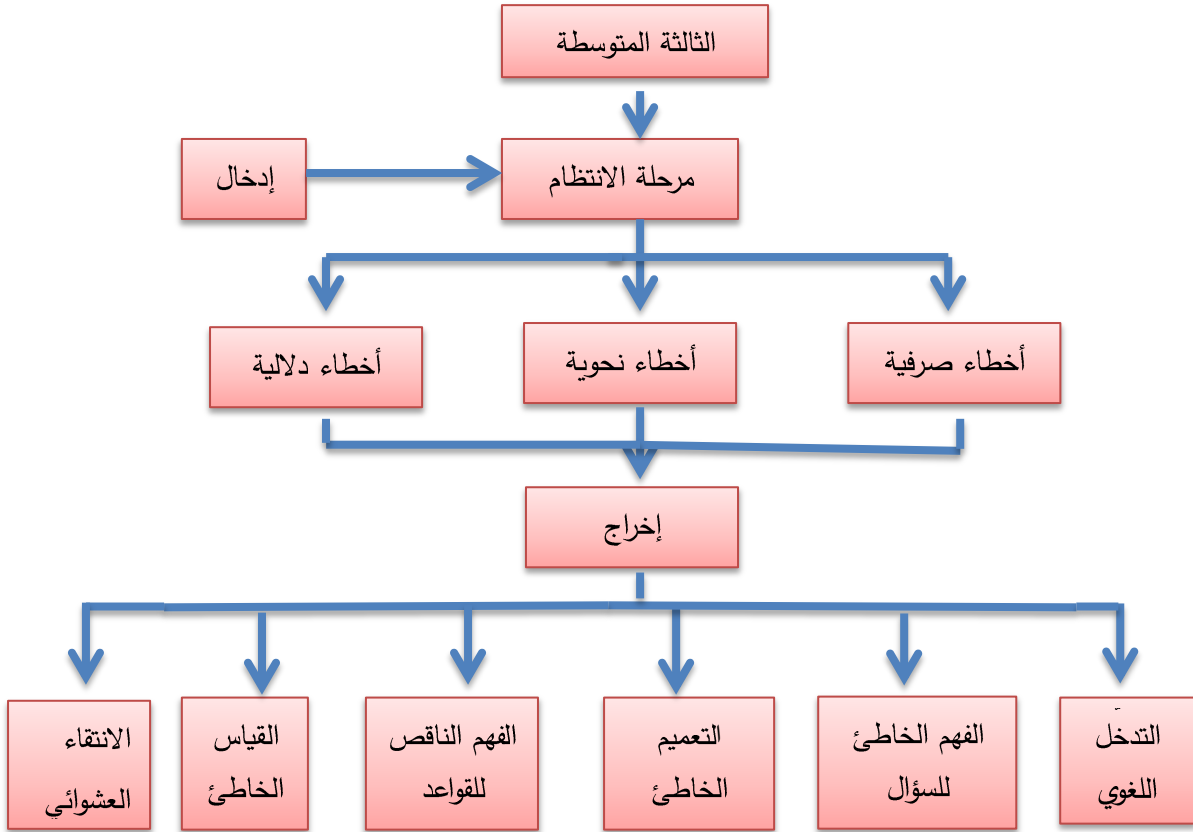 الثالثة المتوسطة
مرحلة الانتظام
إدخال
أخطاء صرفية
أخطاء نحوية
أخطاء دلالية
إخراج
التدخل
اللغوي
الفهم الخاطئ
للسؤال
التعميم
الخاطئ
الفهم الناقص
للقواعد
القياس
الخاطئ
الانتقاء
العشوائي